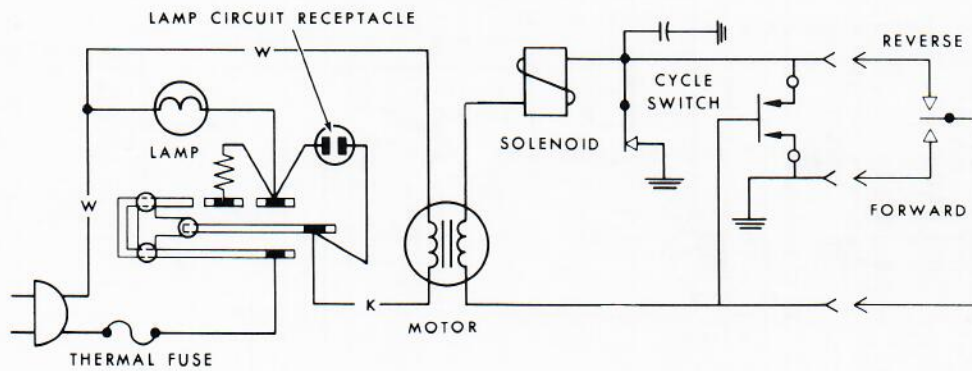 LAMP CIRCUIT RECEPTACLE
W
REVERSE
CYCLE
SWITCH
SOLENOID
LAMP
W
FORWARD
K
MOTOR
THERMAL FUSE